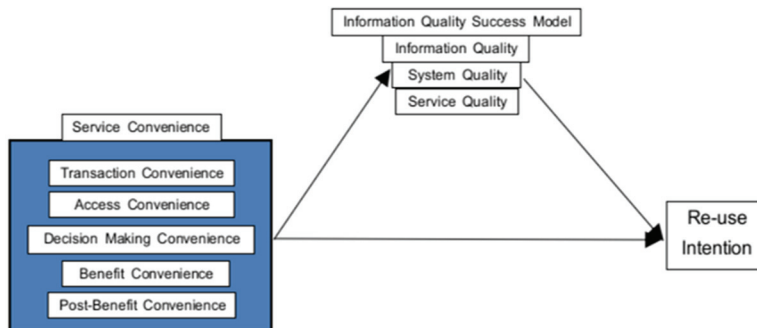 Information Quality Success Model
Information Quality
System Quality
Service Quality
Service Convenience
Transaction Convenience
Access Convenience
Decision Making Convenience
Benefit Convenience
Post-Benefit Convenience
Re-use
Intention